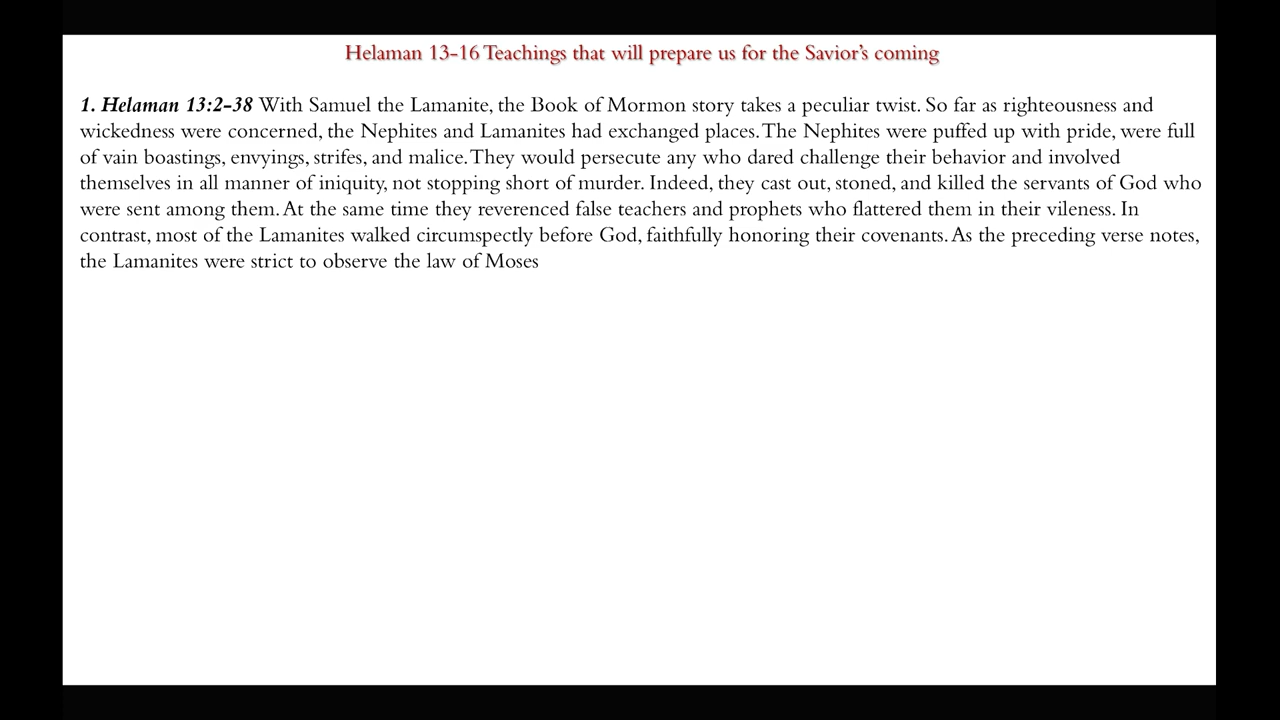 Helaman 13-16 Teachings that will prepare us for the Savior's coming
1. Helaman 13:2-38 With Samuel the Lamanite, the Book of Mormon story takes a peculiar twist. So far as righteousness and
wickedness were concerned, the Nephites and Lamanites had exchanged places. The Nephites were puffed up with pride, were full
of vain boastings, envyings, strifes, and malice. They would persecute any who dared challenge their behavior and involved
themselves in all manner of iniquity, not stopping short of murder. Indeed, they cast out, stoned, and killed the servants of God who
were sent among them. At the same time they reverenced false teachers and prophets who flattered them in their vileness. In
contrast, most of the Lamanites walked circumspectly before God, faithfully honoring their covenants. As the preceding verse notes,
the Lamanites were strict to observe the law of Moses